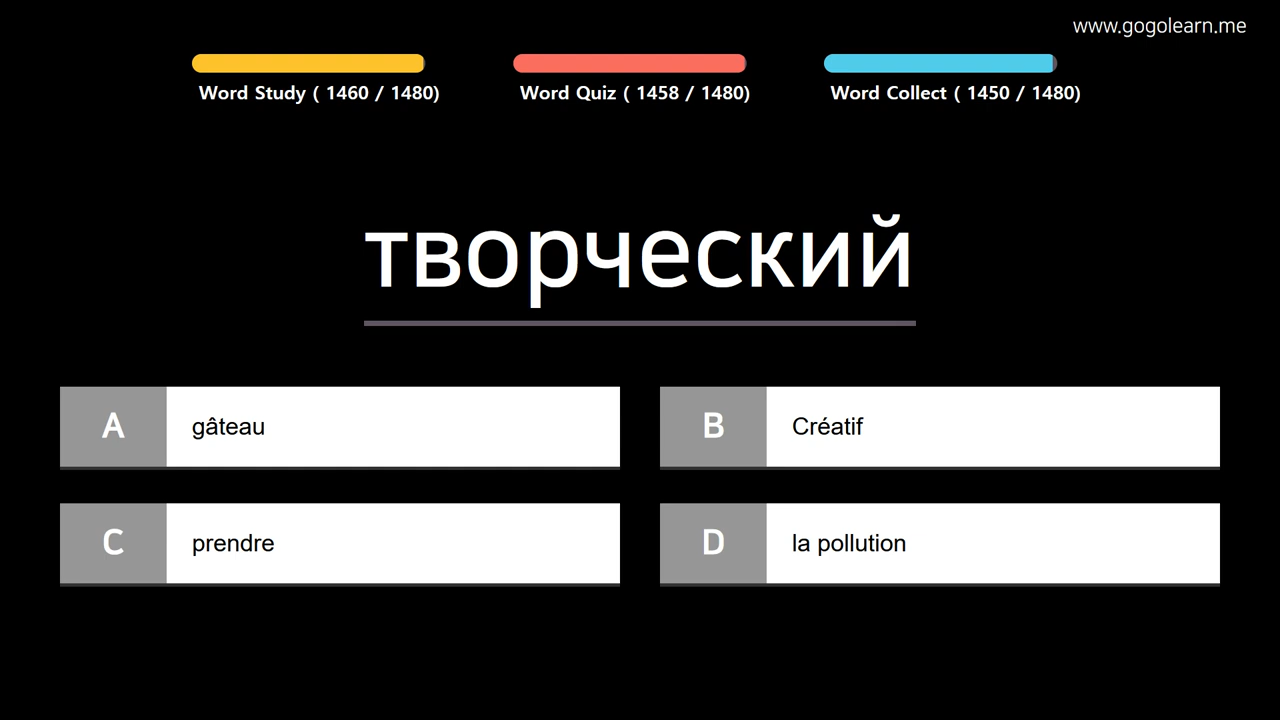 www.gogolearn.me
Word Study ( 1460 / 1480)
Word Quiz ( 1458 / 1480)
Word Collect ( 1450 / 1480)
творческий
A gâteau
B Créatif
C prendre
D la pollution